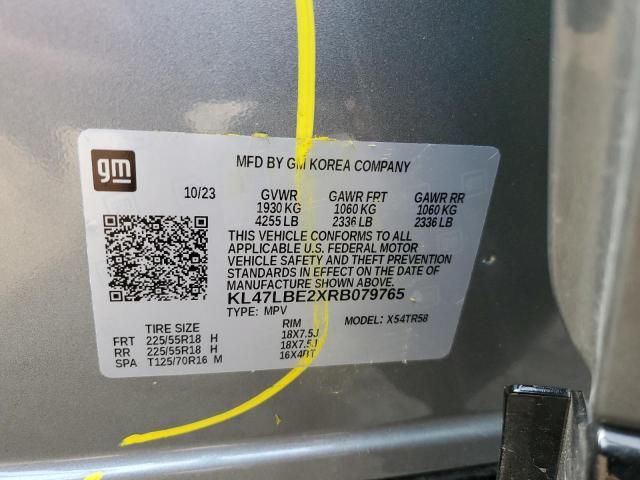 gm
MFD BY GM KOREA COMPANY
10/23 GVWR GAWR FRT GAWR RR
1930 KG 1060 KG 1060 KG
4255 LB 2336 LB 2336 LB
THIS VEHICLE CONFORMS TO ALL
APPLICABLE U.S. FEDERAL MOTOR
VEHICLE SAFETY AND THEFT
PREVENTION STANDARDS IN
EFFECT ON THE DATE OF
MANUFACTURE SHOWN ABOVE.
KL47LBE2XRB079765
TYPE: MPV MODEL: X54TR58
TIRE SIZE RIM
FRT 225/55R18 H 18X7.5J
RR 225/55R18 H 18X7.5J
SPA T125/70R16 M 16X4BT